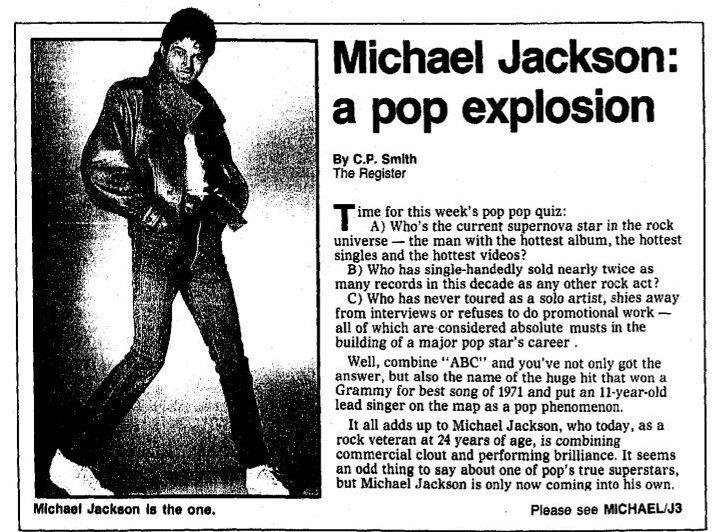 Michael Jackson:
a pop explosion
By C.P. Smith
The Register
Time for this week's pop pop quiz:
A) Who's the current supernova star in the rock
universe — the man with the hottest album, the hottest
singles and the hottest videos?
B) Who has single-handedly sold nearly twice as
many records in this decade as any other rock act?
C) Who has never toured as a solo artist, shies away
from interviews or refuses to do promotional work —
all of which are considered absolute musts in the
building of a major pop star's career .
Well, combine "ABC" and you've not only got the
answer, but also the name of the huge hit that won a
Grammy for best song of 1971 and put an 11-year-old
lead singer on the map as a pop phenomenon.
It all adds up to Michael Jackson, who today, as a
rock veteran at 24 years of age, is combining
commercial clout and performing brilliance. It seems
an odd thing to say about one of pop's true superstars,
but Michael Jackson is only now coming into his own.
Michael Jackson is the one.
Please see MICHAEL/J3